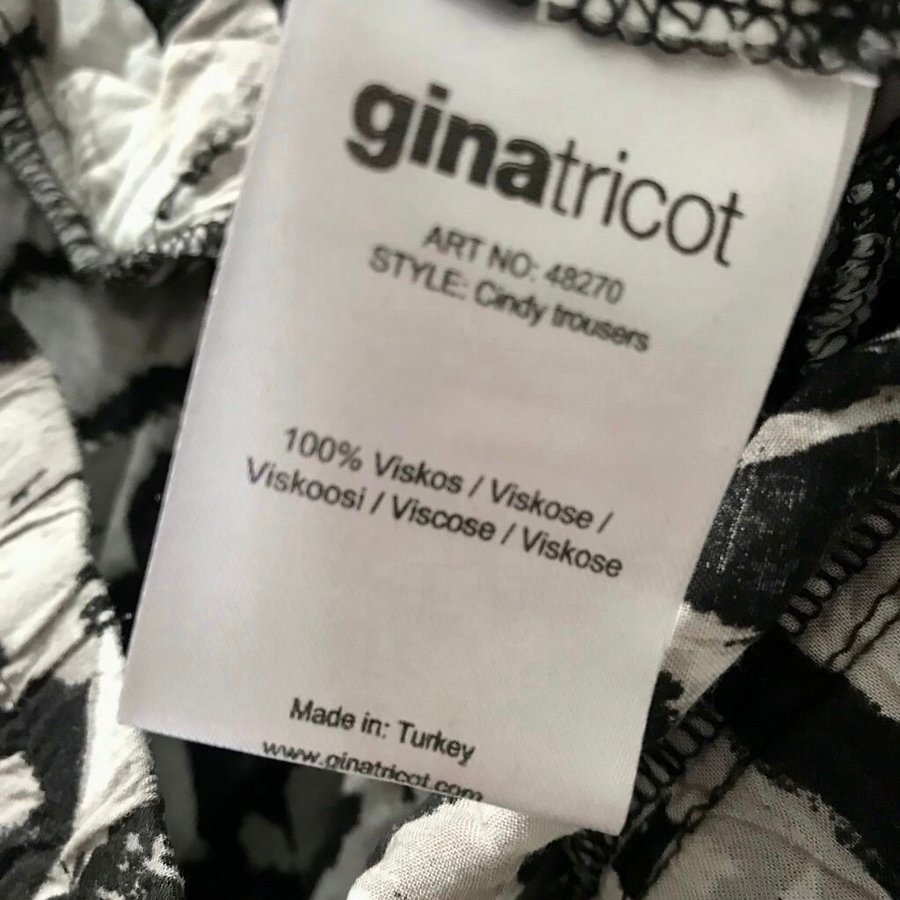 ginatricot
ART NO: 48270
STYLE: Cindy trousers
100% Viskos / Viskose /
Viskoosi / Viscose / Viskose
Made in: Turkey
www.ginatricot.com